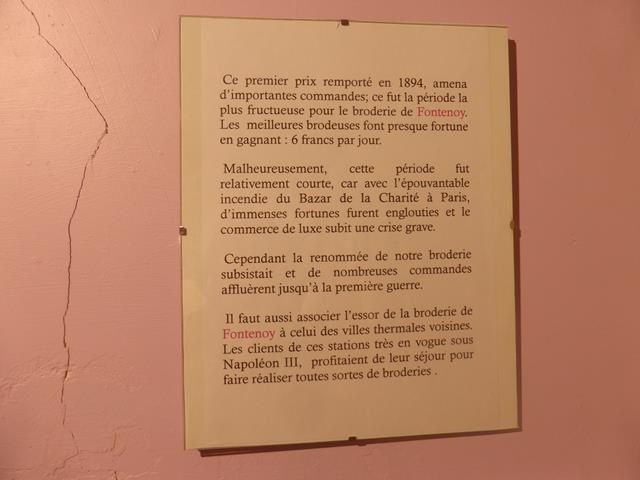 Ce premier prix remporté en 1894, amena
d'importantes commandes; ce fut la période la
plus fructueuse pour le broderie de Fontenoy.
Les meilleures brodeuses font presque fortune
en gagnant : 6 francs par jour.
Malheureusement, cette période fut
relativement courte, car avec l'épouvantable
incendie du Bazar de la Charité à Paris,
d'immenses fortunes furent englouties et le
commerce de luxe subit une crise grave.
Cependant la renommée de notre broderie
subsistait et de nombreuses commandes
affluèrent jusqu'à la première guerre.
Il faut aussi associer l'essor de la broderie de
Fontenoy à celui des villes thermales voisines.
Les clients de ces stations très en vogue sous
Napoléon III, profitaient de leur séjour pour
faire réaliser toutes sortes de broderies .